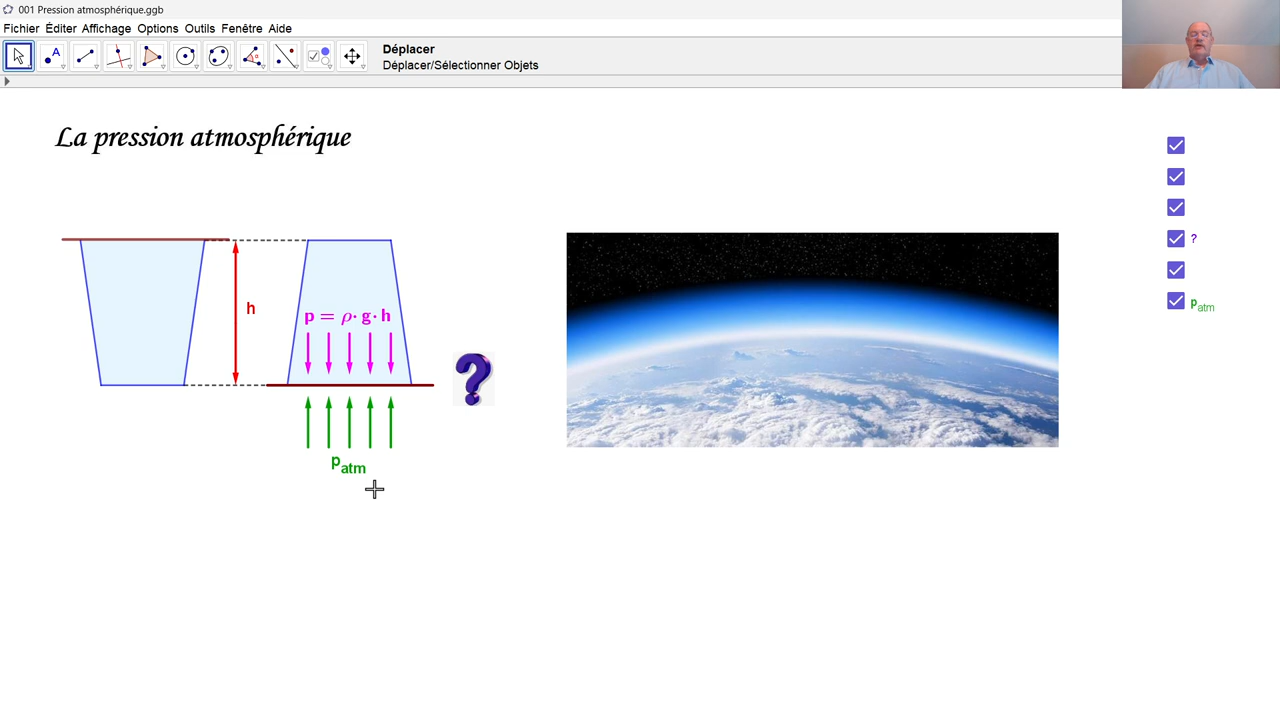 001 Pression atmosphérique.ggb
Fichier Éditer Affichage Options Outils Fenêtre Aide
A
Déplacer
Déplacer/Sélectionner Objets
La pression atmosphérique
h
p = ρ· g· h
?
patm
?
patm